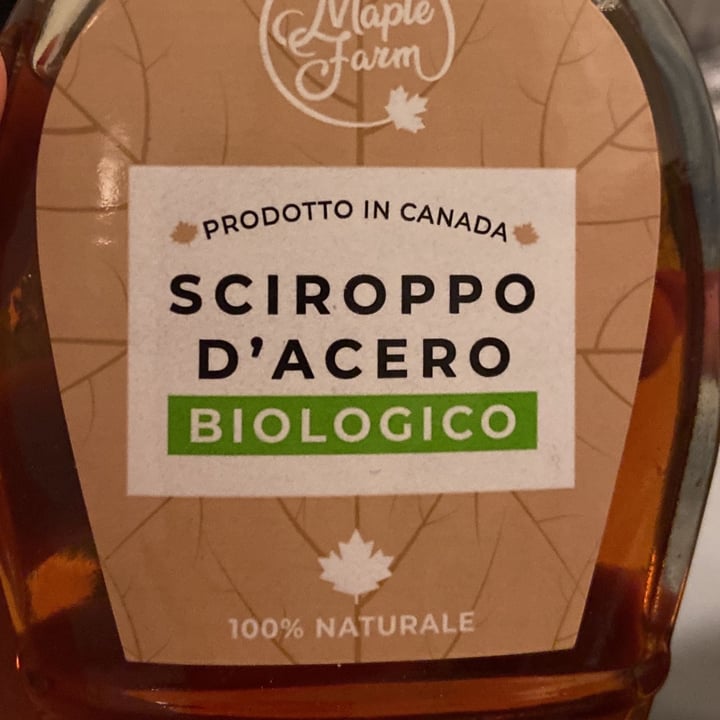 Maple
Farm
PRODOTTO IN CANADA
SCIROPPO
D'ACERO
BIOLOGICO
100% NATURALE